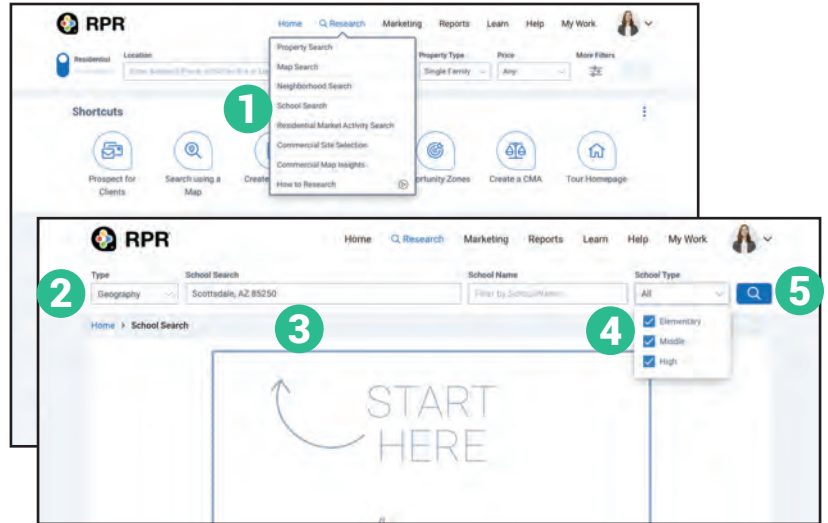 RPR
Home Research Marketing Reports Learn Help My Work
Residential
Location
Property Type
Price
More Filters
Single Family
Any
Property Search
Map Search
Neighborhood Search
School Search
Residential Market Activity Search
Commercial Site Selection
Commercial Map Insights
How to Research
1
Shortcuts
Prospect for
Clients
Search using a
Map
Create
Create a CMA
Tour Homepage
RPR
Home Research Marketing Reports Learn Help My Work
2
Type
School Search
School Name
School Type
5
Geography
Scottsdale, AZ 85250
Filter by School Name
All
Home > School Search
3
4
Elementary
Middle
High
START
HERE